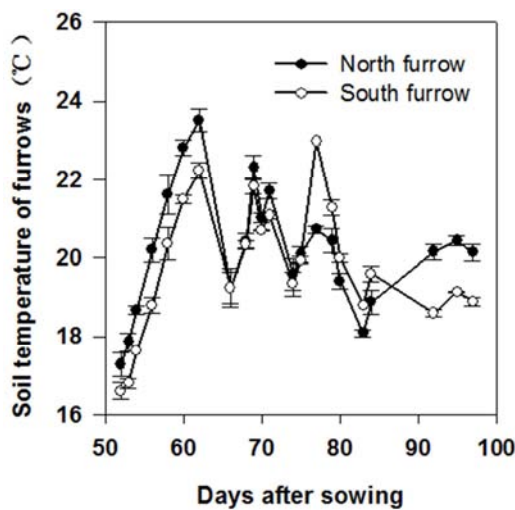 Soil temperature of furrows (℃)
26
24
22
20
18
16
North furrow
South furrow
50 60 70 80 90 100
Days after sowing